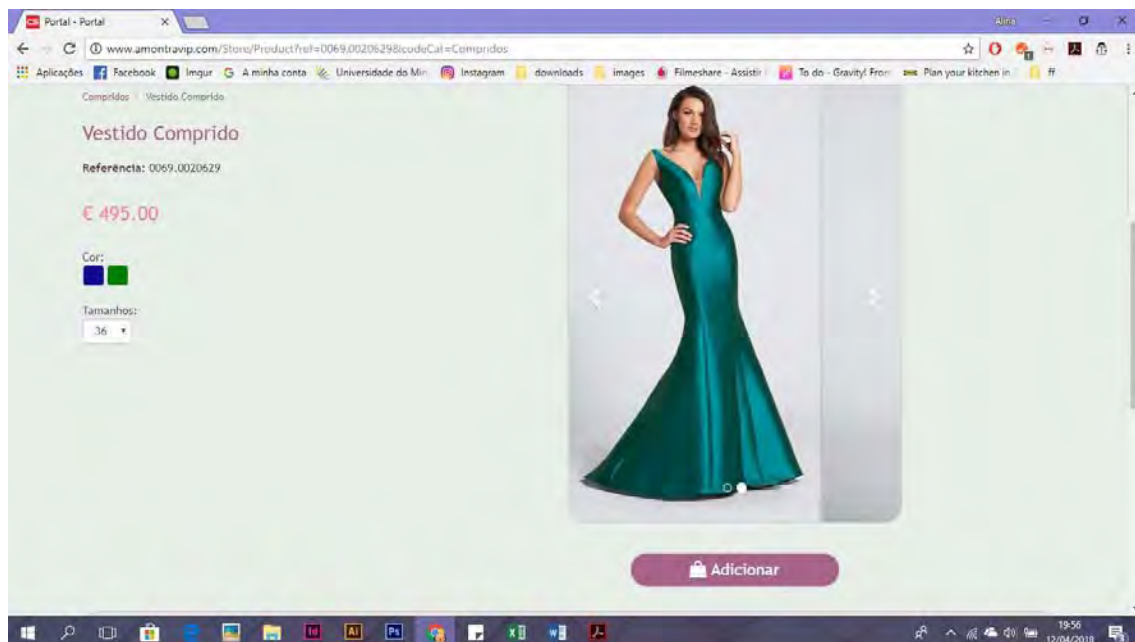 Portal - Portal
Alina
www.amontravip.com/Store/Product?ref=0069.0020629&codeCat=Compridos
Aplicações Facebook Imgur G A minha conta Universidade do Min Instagram downloads images Filmeshare - Assistir To do - Gravity! From Plan your kitchen in ff
Compridos Vestido Comprido
Vestido Comprido
Referência: 0069.0020629
€ 495.00
Cor:
Tamanhos:
36
Adicionar
19:56
12/04/2018